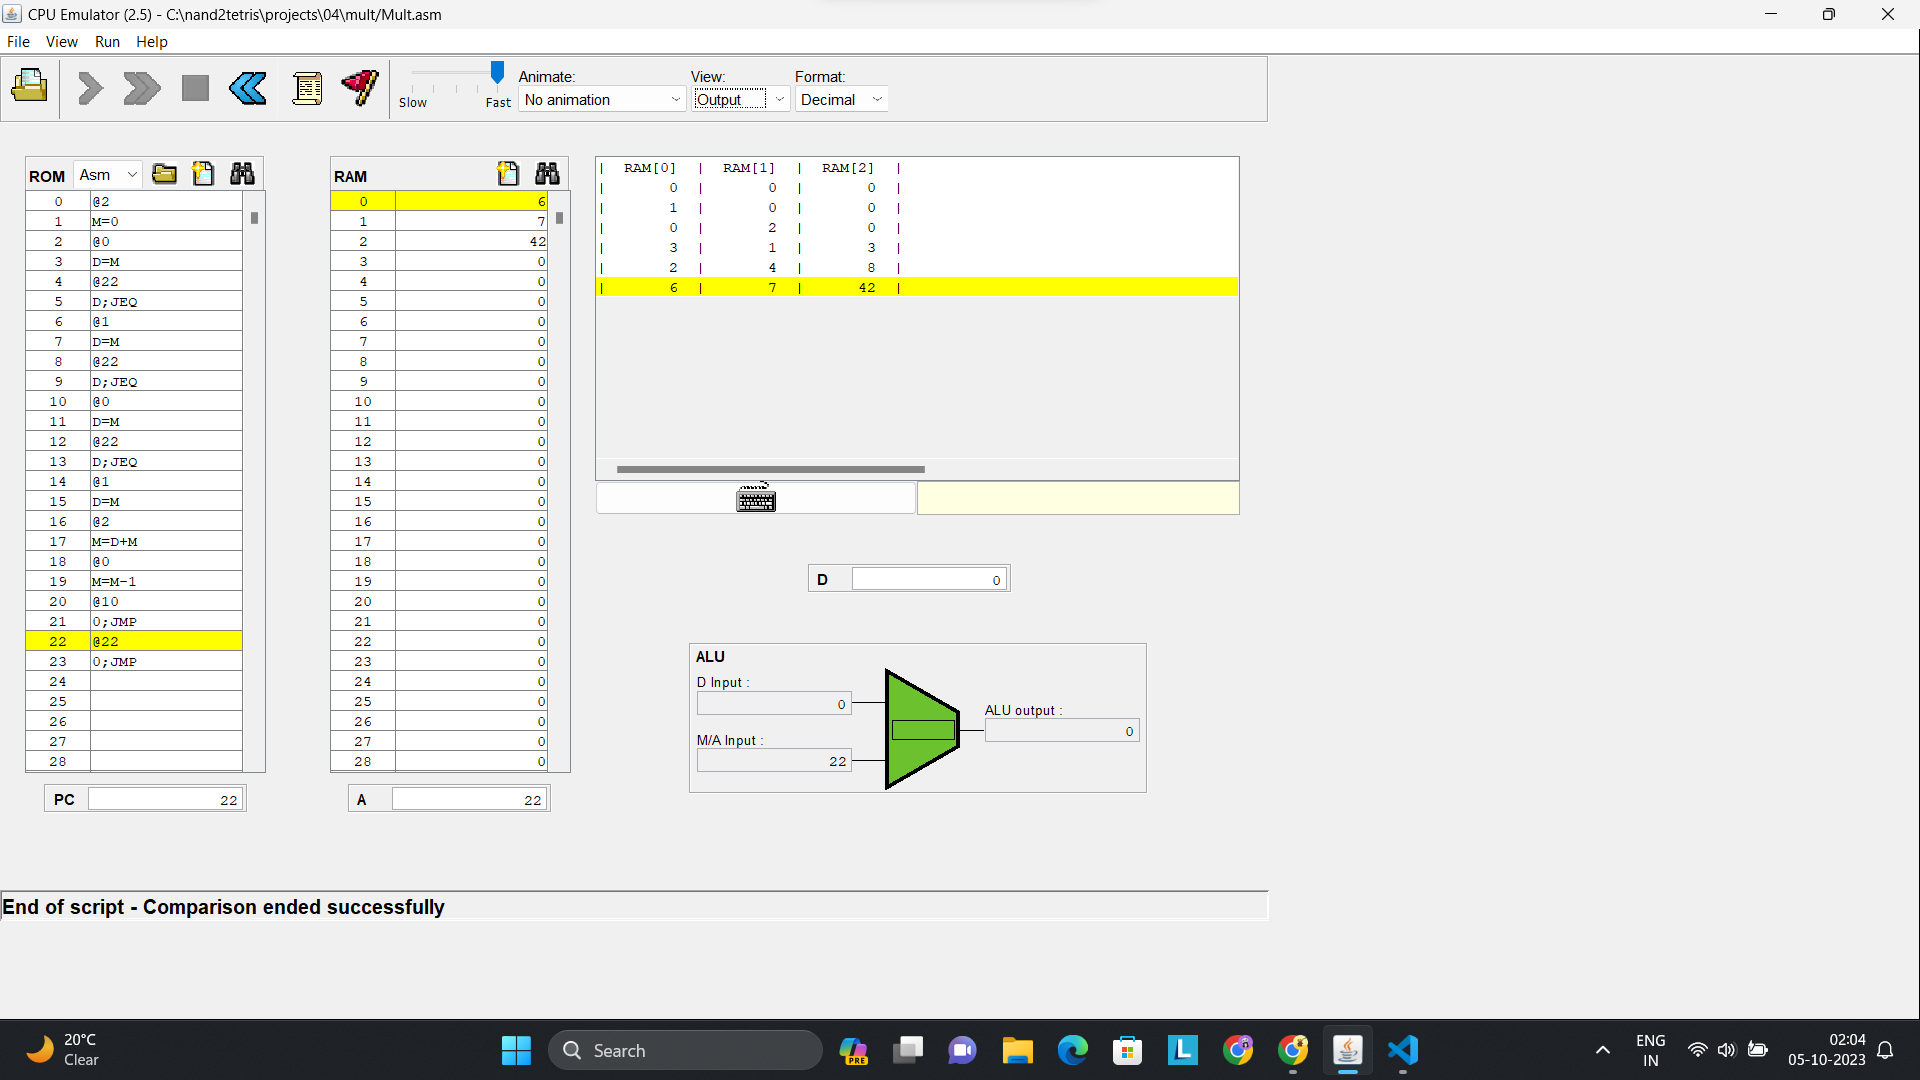 CPU Emulator (2.5) - C:\nand2tetris\projects\04\mult/Mult.asm
File View Run Help
Slow Fast
Animate: No animation
View: Output
Format: Decimal
ROM Asm
0 @2
1 M=0
2 @0
3 D=M
4 @22
5 D;JEQ
6 @1
7 D=M
8 @22
9 D;JEQ
10 @0
11 D=M
12 @22
13 D;JEQ
14 @1
15 D=M
16 @2
17 M=D+M
18 @0
19 M=M-1
20 @10
21 0;JMP
22 @22
23 0;JMP
24
25
26
27
28
PC 22
RAM
0 6
1 7
2 42
3 0
4 0
5 0
6 0
7 0
8 0
9 0
10 0
11 0
12 0
13 0
14 0
15 0
16 0
17 0
18 0
19 0
20 0
21 0
22 0
23 0
24 0
25 0
26 0
27 0
28 0
A 22
| RAM[0] | RAM[1] | RAM[2] |
| 0 | 0 | 0 |
| 1 | 0 | 0 |
| 0 | 2 | 0 |
| 3 | 1 | 3 |
| 2 | 4 | 8 |
| 6 | 7 | 42 |
D 0
ALU
D Input :
0
M/A Input :
22
ALU output :
0
End of script - Comparison ended successfully
20°C
Clear
Search
PRE
L
ENG
IN
02:04
05-10-2023